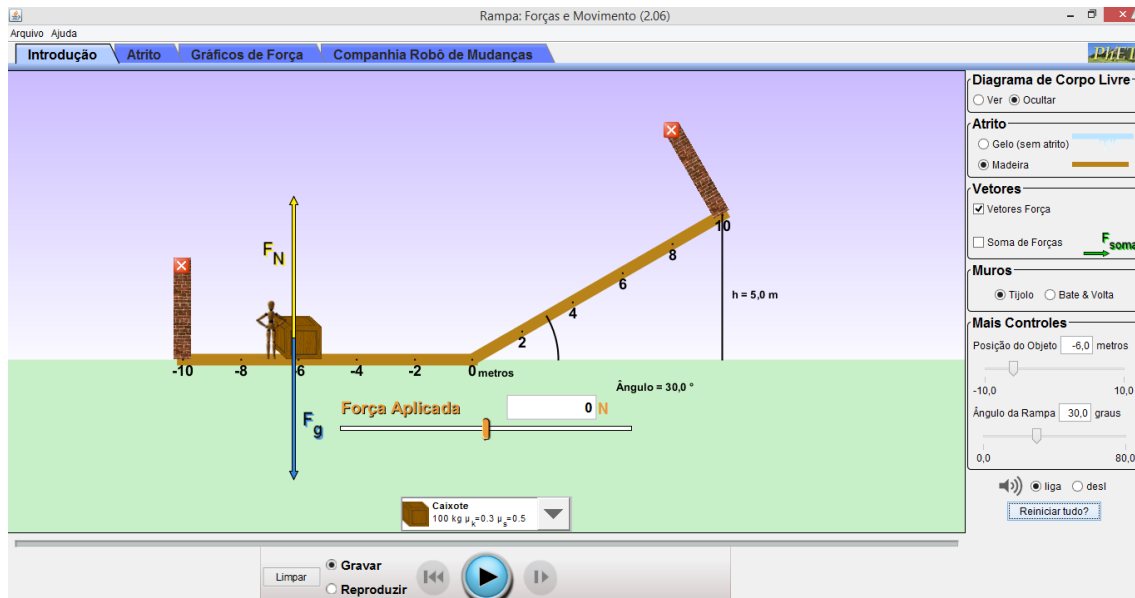 Rampa: Forças e Movimento (2.06)
Arquivo Ajuda
Introdução Atrito Gráficos de Força Companhia Robô de Mudanças
PhET
Diagrama de Corpo Livre
Ver Ocultar
Atrito
Gelo (sem atrito)
Madeira
Vetores
Vetores Força
Soma de Forças
F soma
Muros
Tijolo Bate & Volta
Mais Controles
Posição do Objeto -6,0 metros
-10,0 10,0
Ângulo da Rampa 30,0 graus
0,0 80,0
liga desl
Reiniciar tudo?
10
8
6
4
2
h = 5,0 m
F N
-10 -8 -6 -4 -2 0 metros
Ângulo = 30,0 °
Força Aplicada 0 N
F g
Caixote
100 kg μk=0.3 μs=0.5
Limpar
Gravar
Reproduzir